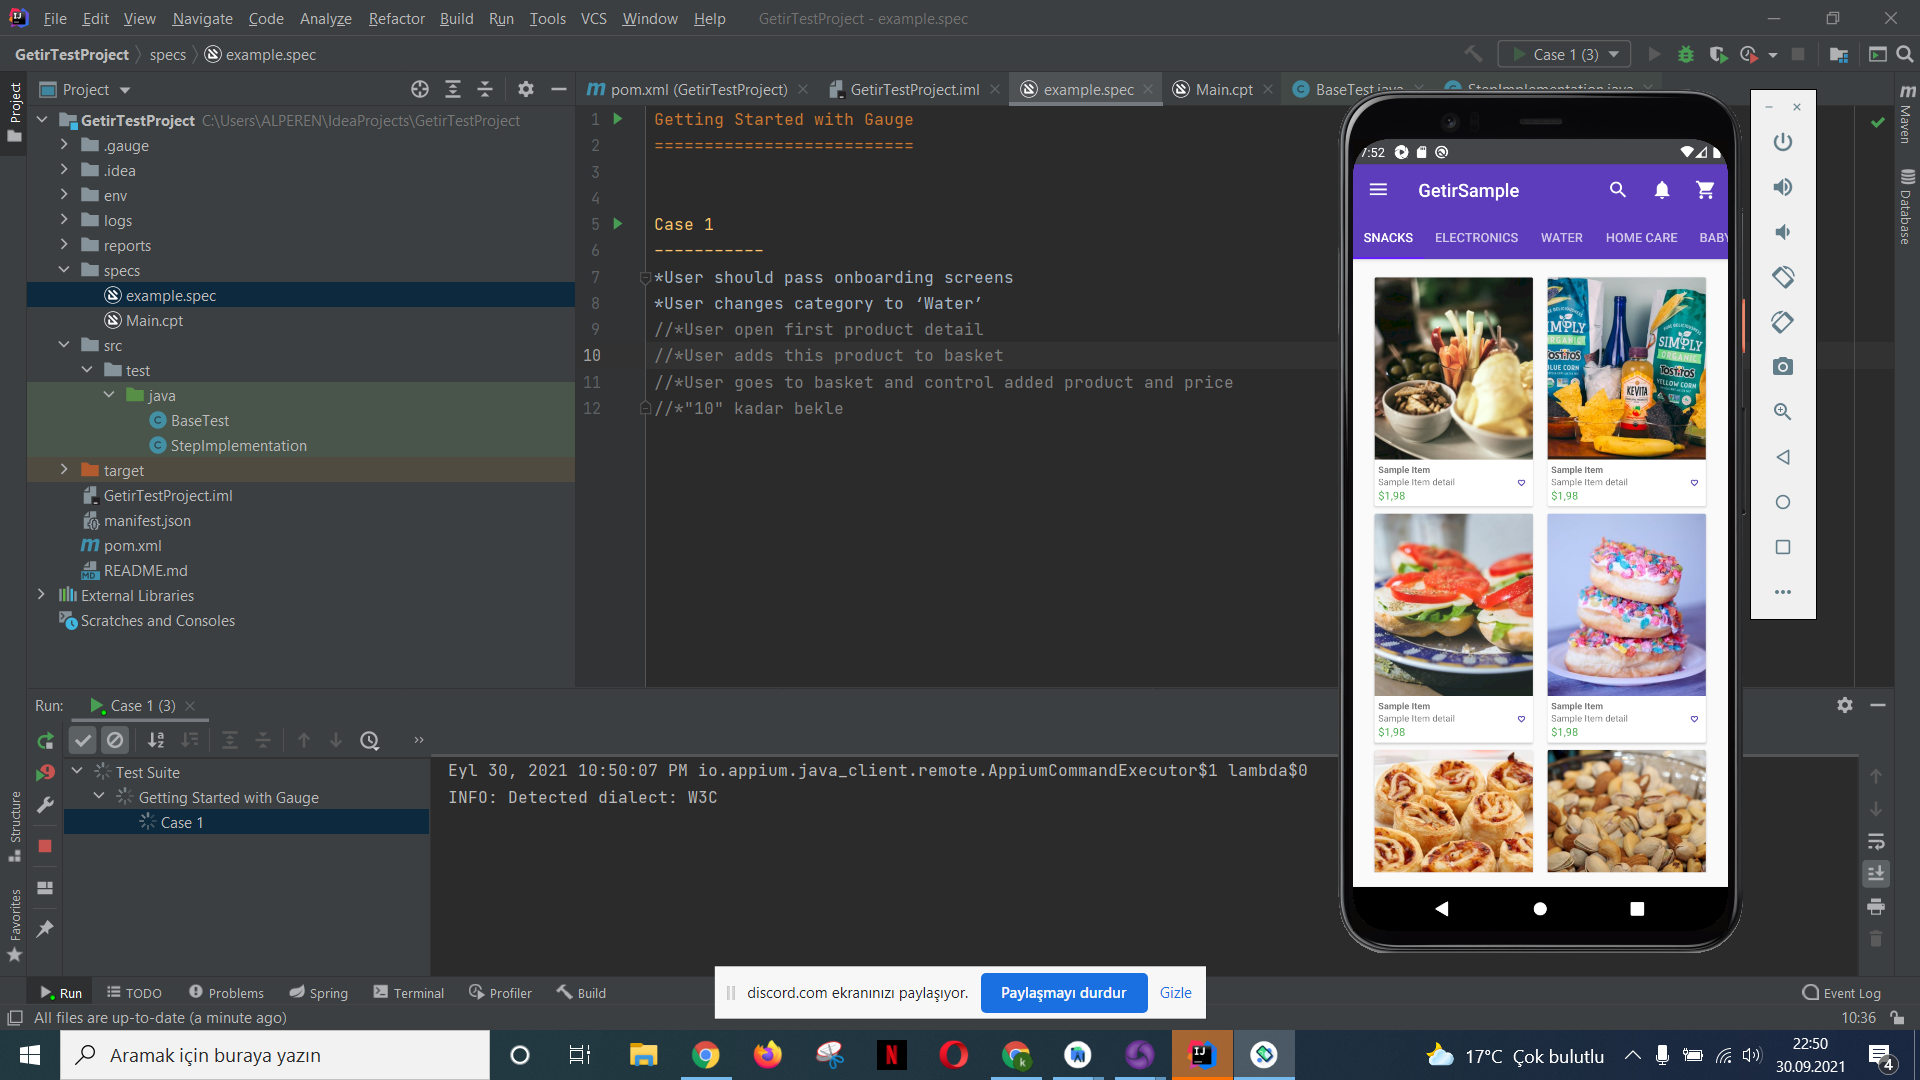 File Edit View Navigate Code Analyze Refactor Build Run Tools VCS Window Help GetirTestProject - example.spec
GetirTestProject specs example.spec
Case 1 (3)
Project
pom.xml (GetirTestProject) GetirTestProject.iml example.spec Main.cpt BaseTest.java StepImplementation.java
Project
GetirTestProject C:\Users\ALPEREN\IdeaProjects\GetirTestProject
.gauge
.idea
env
logs
reports
specs
example.spec
Main.cpt
src
test
java
BaseTest
StepImplementation
target
GetirTestProject.iml
manifest.json
pom.xml
README.md
External Libraries
Scratches and Consoles
1 Getting Started with Gauge
2 ==========================
3
4
5 Case 1
6 -----------
7 *User should pass onboarding screens
8 *User changes category to ‘Water’
9 //*User open first product detail
10 //*User adds this product to basket
11 //*User goes to basket and control added product and price
12 //*"10" kadar bekle
7:52
GetirSample
SNACKS ELECTRONICS WATER HOME CARE BABY
SIMPLY
ORGANIC
TOSTITOS
BLUE CORN
SIMPLY
ORGANIC
TOSTITOS
YELLOW CORN
KEVITA
Sample Item
Sample Item detail
$1,98
Sample Item
Sample Item detail
$1,98
Sample Item
Sample Item detail
$1,98
Sample Item
Sample Item detail
$1,98
Maven
Database
Run: Case 1 (3)
Test Suite
Getting Started with Gauge
Case 1
Eyl 30, 2021 10:50:07 PM io.appium.java_client.remote.AppiumCommandExecutor$1 lambda$0
INFO: Detected dialect: W3C
Structure
Favorites
Run TODO Problems Spring Terminal Profiler Build Event Log
discord.com ekranınızı paylaşıyor. Paylaşmayı durdur Gizle
All files are up-to-date (a minute ago)
10:36
Aramak için buraya yazın
17°C Çok bulutlu
22:50
30.09.2021
4